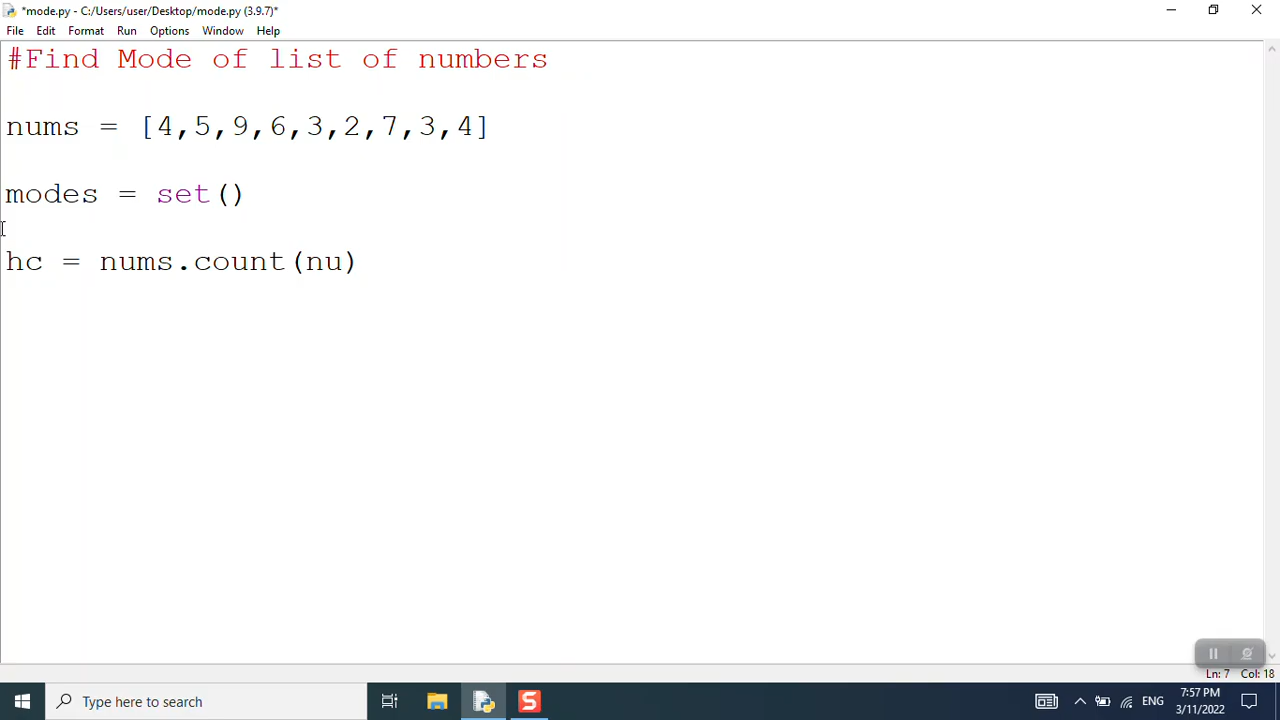 *mode.py - C:/Users/user/Desktop/mode.py (3.9.7)*
File Edit Format Run Options Window Help
#Find Mode of list of numbers
nums = [4,5,9,6,3,2,7,3,4]
modes = set()
hc = nums.count(nu)
Ln: 7 Col: 18
Type here to search
S
ENG
7:57 PM
3/11/2022